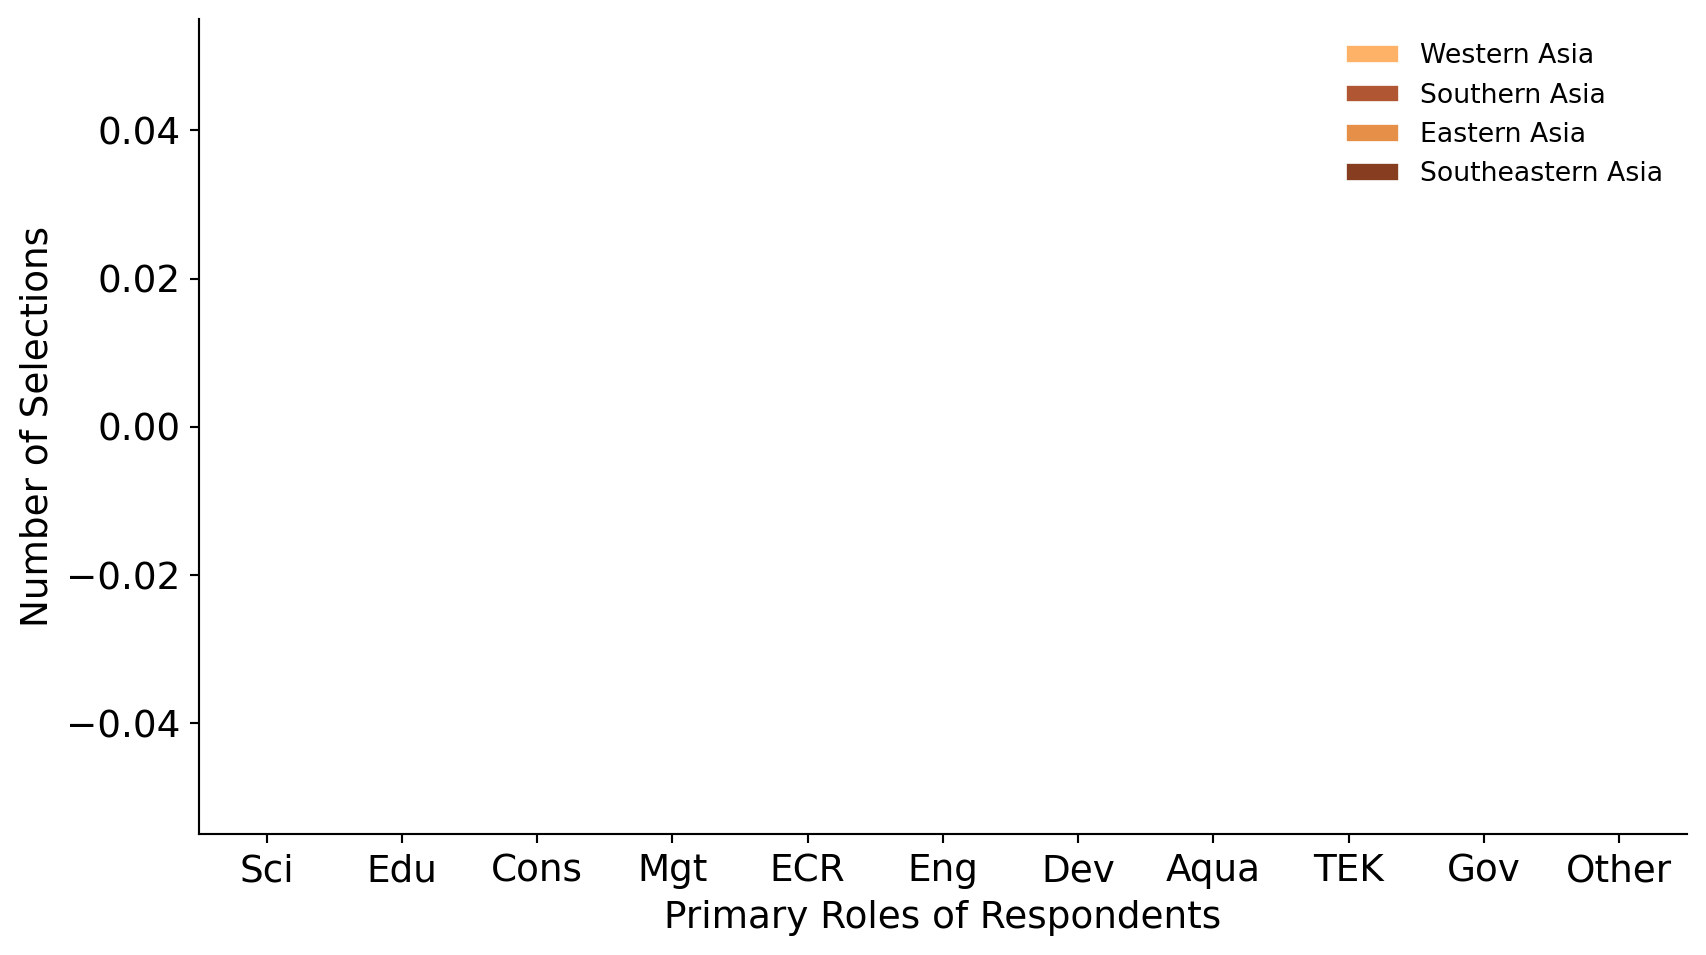 Western Asia
Southern Asia
Eastern Asia
Southeastern Asia
0.04
0.02
0.00
−0.02
−0.04
Number of Selections
Sci Edu Cons Mgt ECR Eng Dev Aqua TEK Gov Other
Primary Roles of Respondents